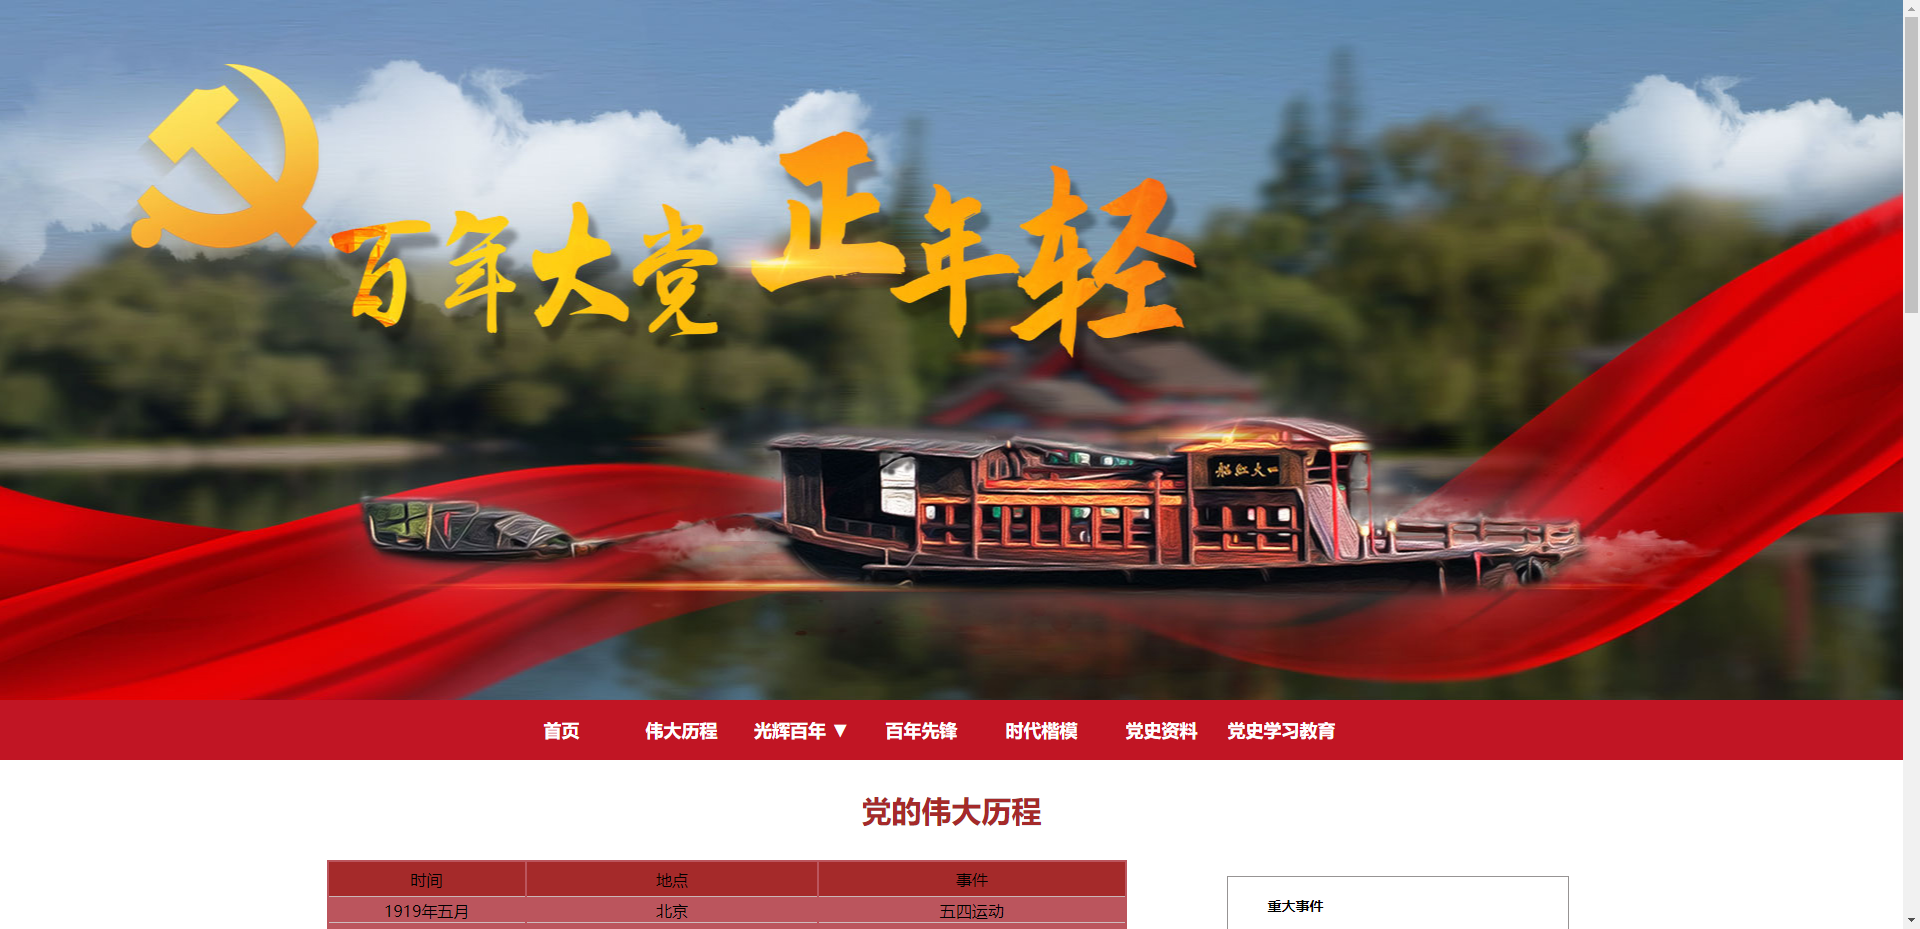 百年大党 正年轻
船红大一
首页 伟大历程 光辉百年 ▼ 百年先锋 时代楷模 党史资料 党史学习教育
党的伟大历程
时间 地点 事件
1919年五月 北京 五四运动
重大事件